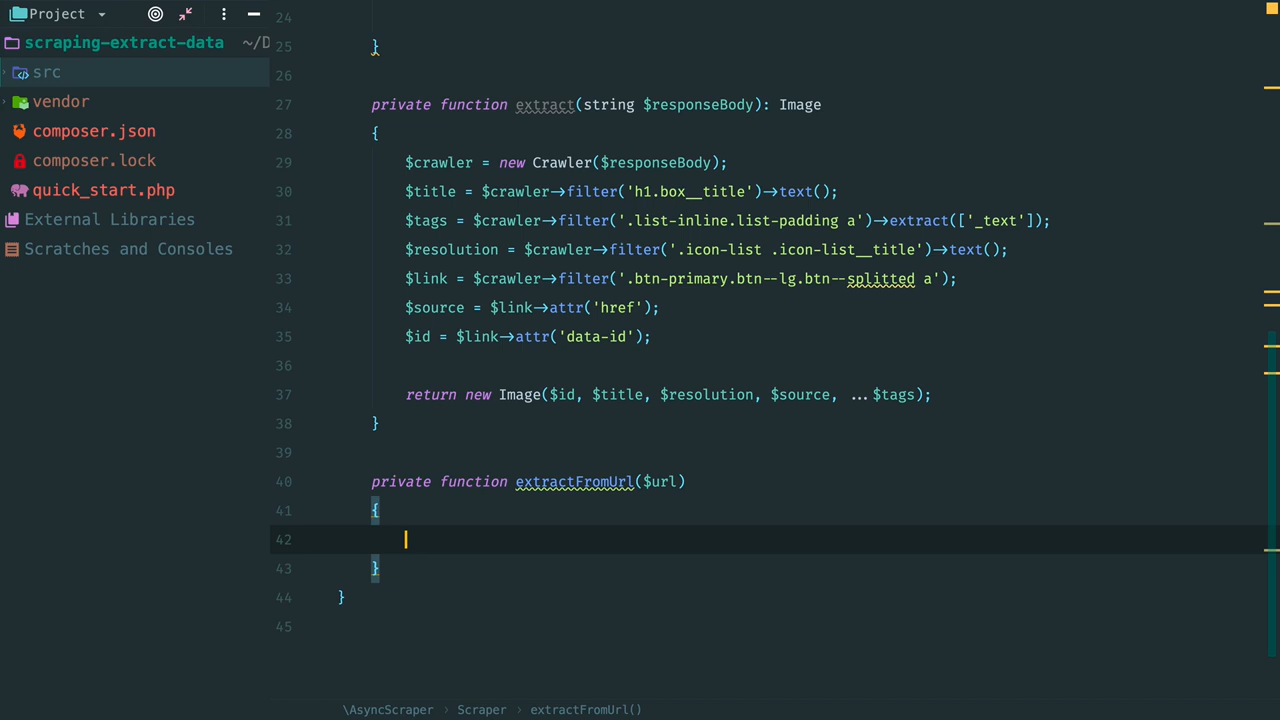 Project
scraping-extract-data ~/D
src
vendor
composer.json
composer.lock
quick_start.php
External Libraries
Scratches and Consoles
24
25 }
26
27 private function extract(string $responseBody): Image
28 {
29 $crawler = new Crawler($responseBody);
30 $title = $crawler->filter('h1.box__title')->text();
31 $tags = $crawler->filter('.list-inline.list-padding a')->extract(['_text']);
32 $resolution = $crawler->filter('.icon-list .icon-list__title')->text();
33 $link = $crawler->filter('.btn-primary.btn--lg.btn--splitted a');
34 $source = $link->attr('href');
35 $id = $link->attr('data-id');
36
37 return new Image($id, $title, $resolution, $source, ...$tags);
38 }
39
40 private function extractFromUrl($url)
41 {
42
43 }
44 }
45
\AsyncScraper › Scraper › extractFromUrl()